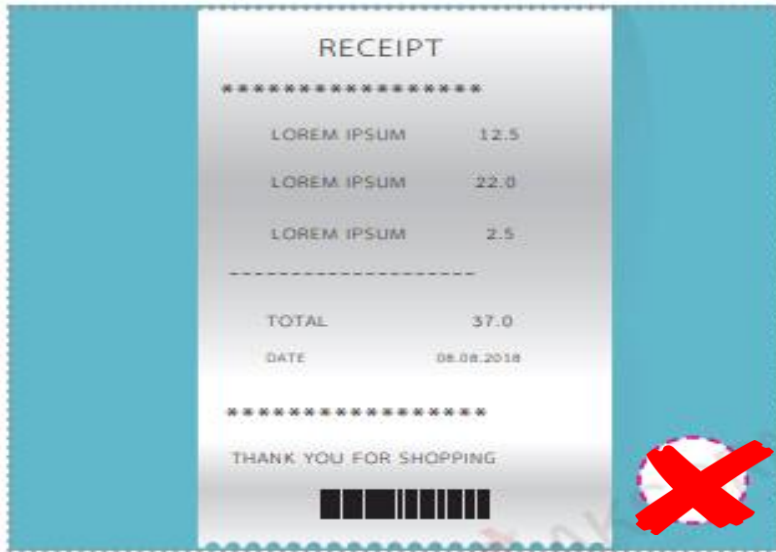 RECEIPT
*****************
LOREM IPSUM 12.5
LOREM IPSUM 22.0
LOREM IPSUM 2.5
--------------------
TOTAL 37.0
DATE 08.08.2018
*****************
THANK YOU FOR SHOPPING